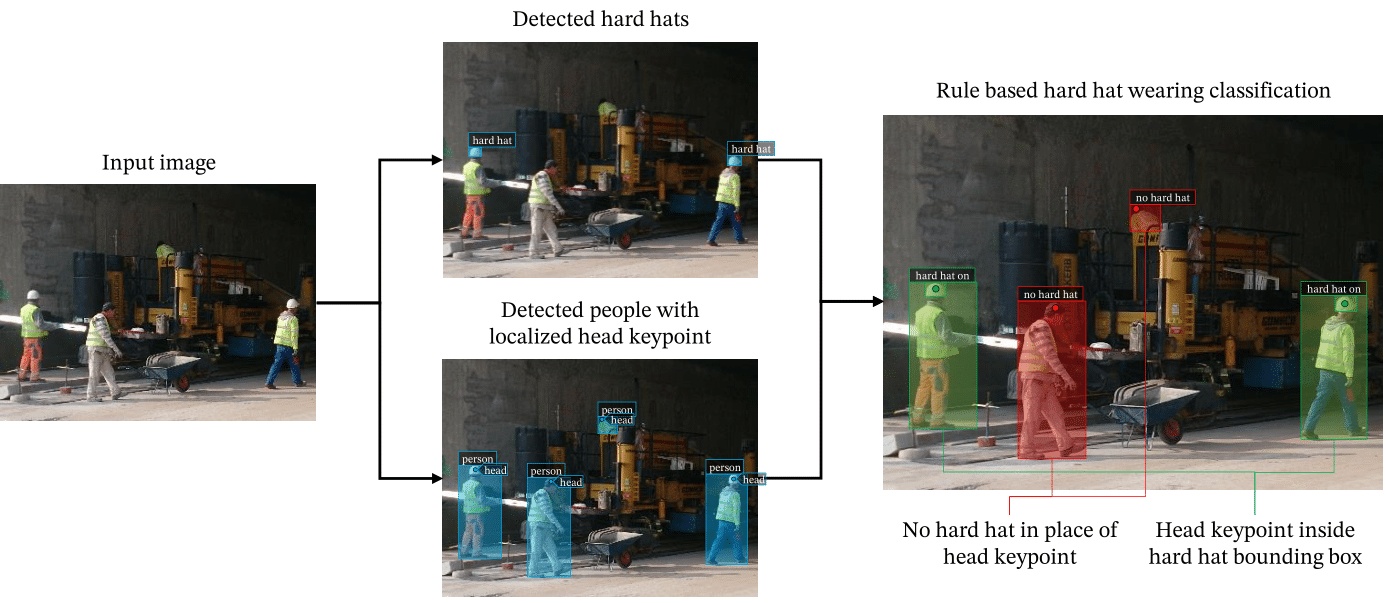 Detected hard hats
Rule based hard hat wearing classification
Input image
hard hat
hard hat
Detected people with
localized head keypoint
no hard hat
hard hat on
no hard hat
hard hat on
person
head
person
head
person
head
person
head
No hard hat in place of
head keypoint
Head keypoint inside
hard hat bounding box